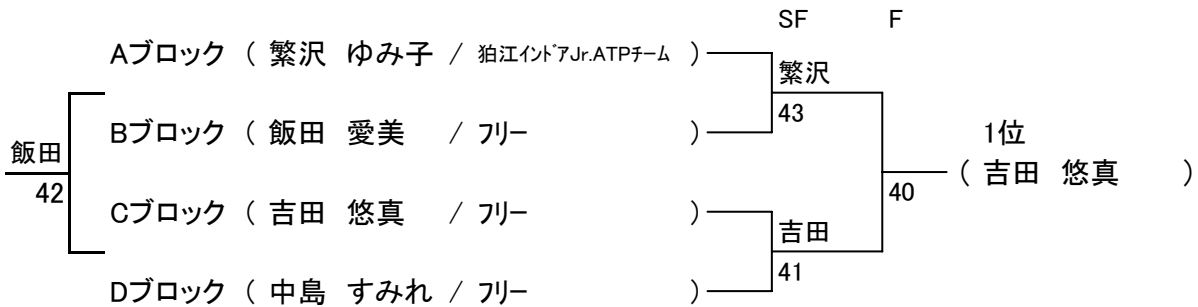 SF F
Aブロック ( 繁沢 ゆみ子 / 狛江インドアJr.ATPチーム )
繁沢
43
Bブロック ( 飯田 愛美 / フリー )
飯田
42
1位
( 吉田 悠真 )
40
Cブロック ( 吉田 悠真 / フリー )
吉田
41
Dブロック ( 中島 すみれ / フリー )